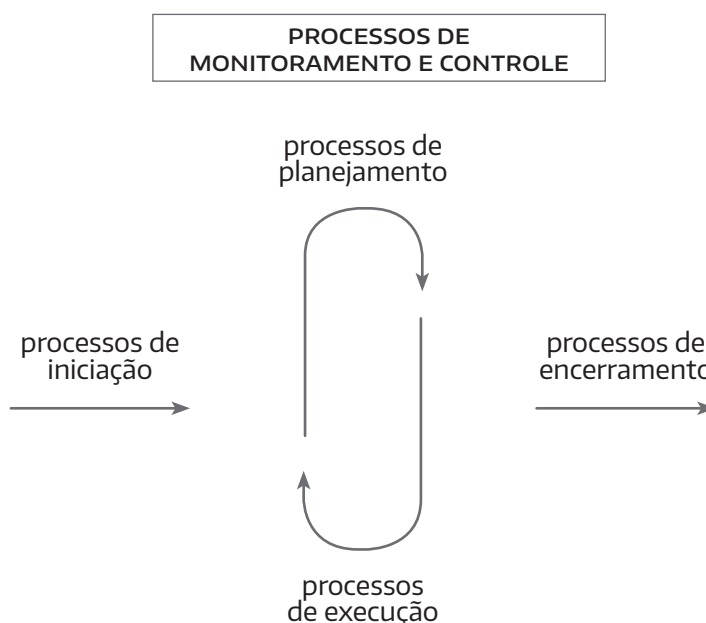 PROCESSOS DE
MONITORAMENTO E CONTROLE
processos de
planejamento
processos de
iniciação
processos de
encerramento
processos
de execução